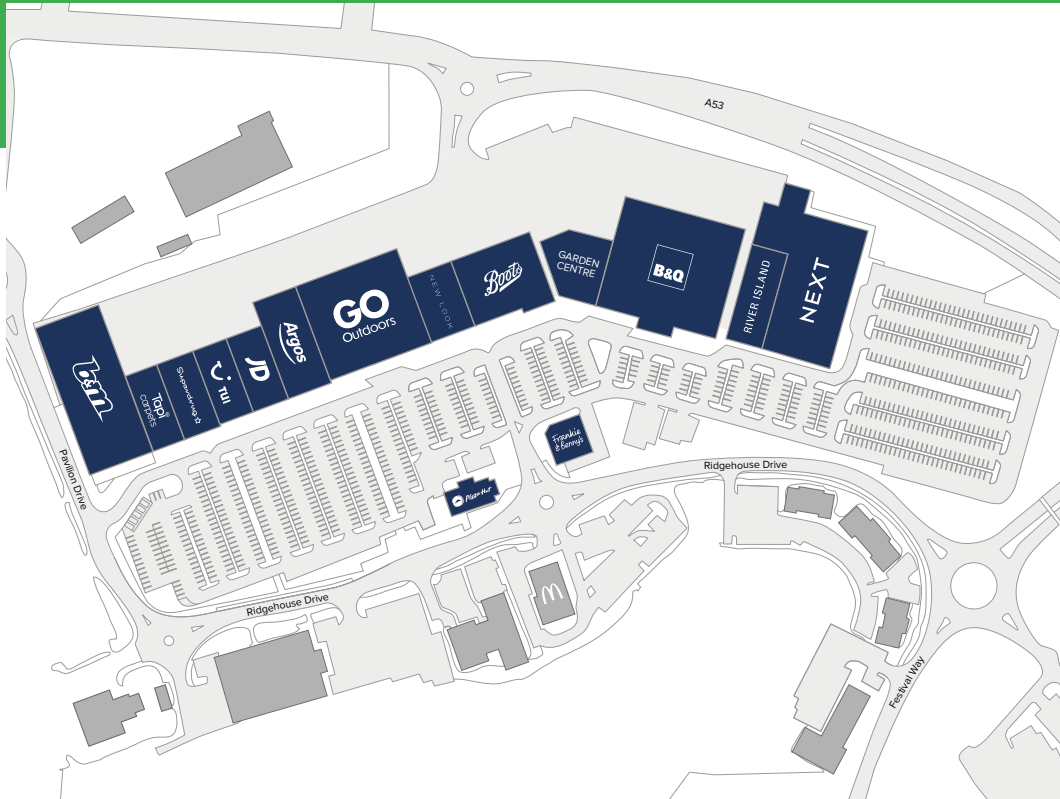 A53
GARDEN
CENTRE
B&Q
RIVER ISLAND
NEXT
Boots
NEW LOOK
GO
Outdoors
Argos
JD
TUI
Superdrug
Tapi
carpets
b&m
Frankie
& Benny's
Pizza Hut
Pavilion Drive
Ridgehouse Drive
Ridgehouse Drive
Festival Way